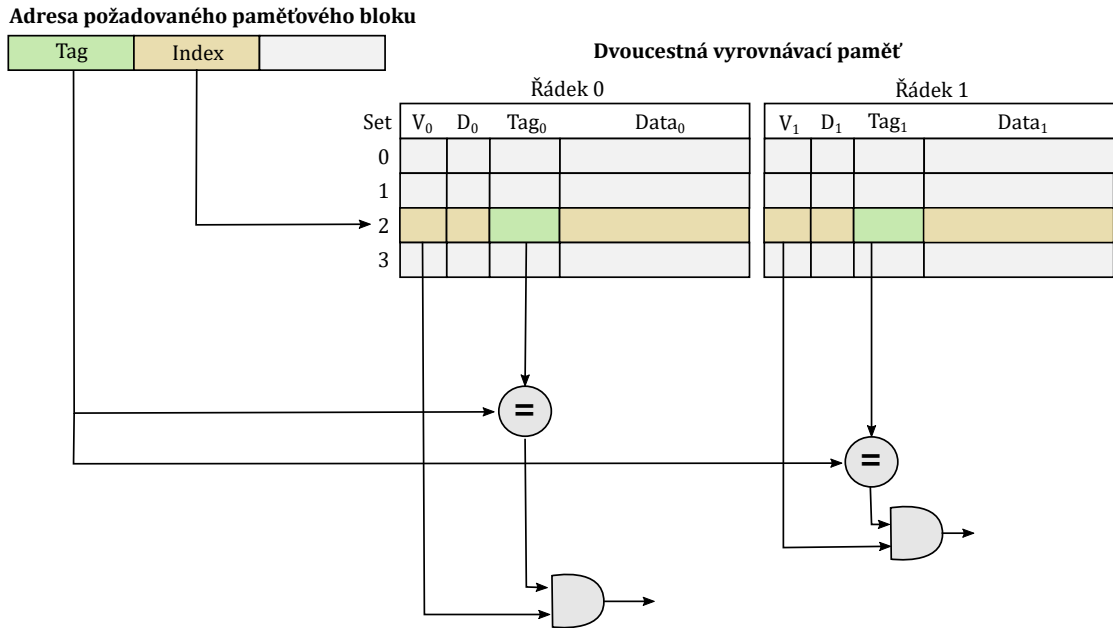 Adresa požadovaného paměťového bloku
Tag Index
Dvoucestná vyrovnávací paměť
Řádek 0 Řádek 1
Set V₀ D₀ Tag₀ Data₀ V₁ D₁ Tag₁ Data₁
0
1
2
3
=
=